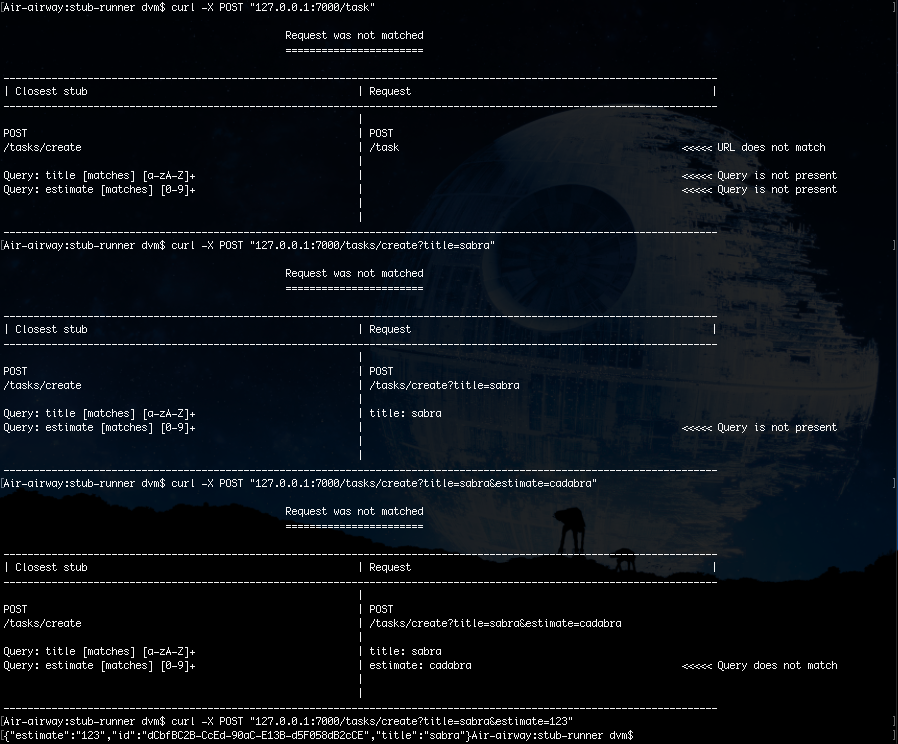 [Air-airway:stub-runner dvm$ curl -X POST "127.0.0.1:7000/task" ]
Request was not matched
=======================
-----------------------------------------------------------------------------------------------------------------------
| Closest stub | Request |
-----------------------------------------------------------------------------------------------------------------------
|
POST | POST
/tasks/create | /task <<<<< URL does not match
|
Query: title [matches] [a-zA-Z]+ | <<<<< Query is not present
Query: estimate [matches] [0-9]+ | <<<<< Query is not present
|
|
-----------------------------------------------------------------------------------------------------------------------
[Air-airway:stub-runner dvm$ curl -X POST "127.0.0.1:7000/tasks/create?title=sabra" ]
Request was not matched
=======================
-----------------------------------------------------------------------------------------------------------------------
| Closest stub | Request |
-----------------------------------------------------------------------------------------------------------------------
|
POST | POST
/tasks/create | /tasks/create?title=sabra
|
Query: title [matches] [a-zA-Z]+ | title: sabra
Query: estimate [matches] [0-9]+ | <<<<< Query is not present
|
|
-----------------------------------------------------------------------------------------------------------------------
[Air-airway:stub-runner dvm$ curl -X POST "127.0.0.1:7000/tasks/create?title=sabra&estimate=cadabra" ]
Request was not matched
=======================
-----------------------------------------------------------------------------------------------------------------------
| Closest stub | Request |
-----------------------------------------------------------------------------------------------------------------------
|
POST | POST
/tasks/create | /tasks/create?title=sabra&estimate=cadabra
|
Query: title [matches] [a-zA-Z]+ | title: sabra
Query: estimate [matches] [0-9]+ | estimate: cadabra <<<<< Query does not match
|
|
-----------------------------------------------------------------------------------------------------------------------
[Air-airway:stub-runner dvm$ curl -X POST "127.0.0.1:7000/tasks/create?title=sabra&estimate=123" ]
[{"estimate":"123","id":"dCbfBC2B-CcEd-90aC-E13B-d5F058dB2cCE","title":"sabra"}Air-airway:stub-runner dvm$